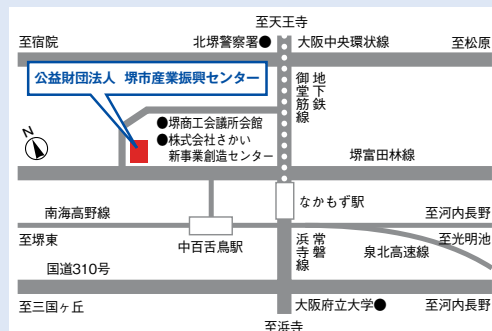 至天王寺
至宿院
北堺警察署●
大阪中央環状線
至松原
公益財団法人 堺市産業振興センター
地下鉄
御堂筋線
●堺商工会議所会館
●株式会社さかい
新事業創造センター
N
堺富田林線
なかもず駅
南海高野線
至河内長野
至堺東
中百舌鳥駅
常磐
浜寺線
泉北高速線
至光明池
国道310号
至三国ヶ丘
大阪府立大学●
至河内長野
至浜寺